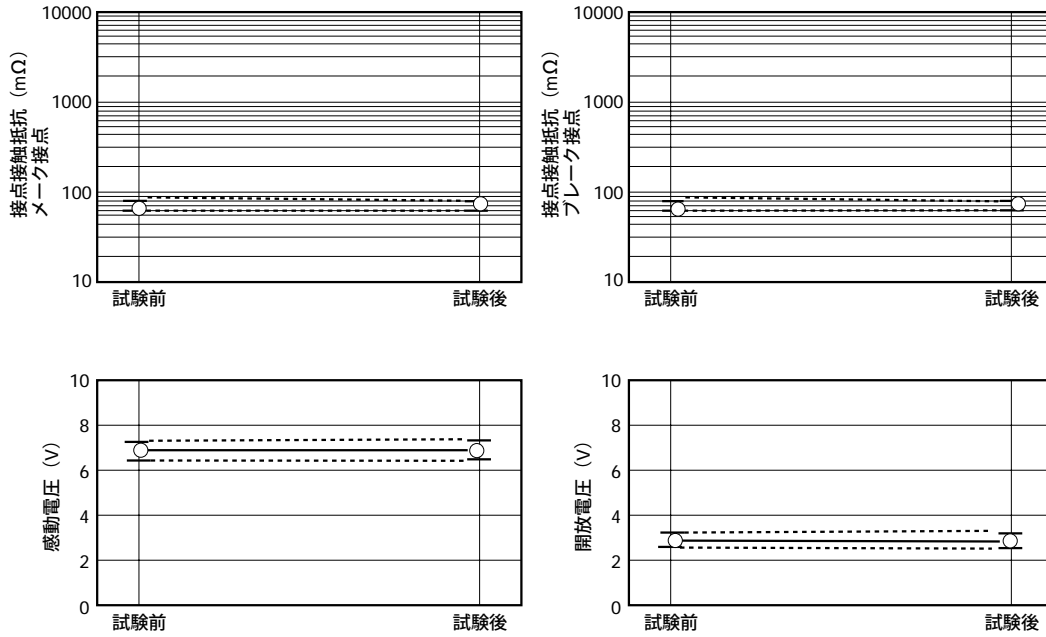 接点接触抵抗（mΩ）
メーク接点
10000
1000
100
10
試験前
試験後
接点接触抵抗（mΩ）
ブレーク接点
10000
1000
100
10
試験前
試験後
感動電圧（V）
10
8
6
4
2
0
試験前
試験後
開放電圧（V）
10
8
6
4
2
0
試験前
試験後